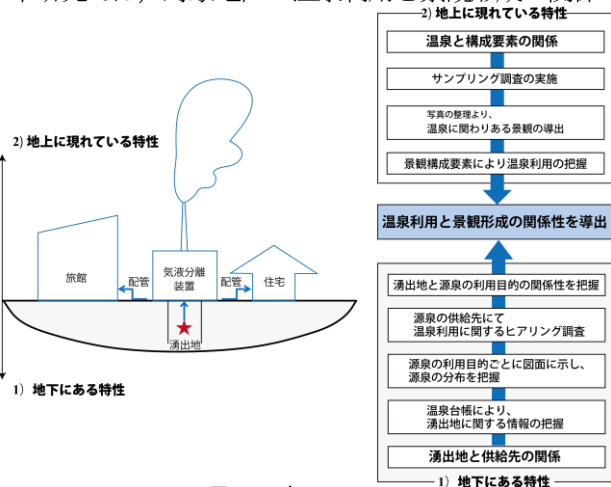 2) 地上に現れている特性
旅館
配管
気液分離
装置
配管
住宅
湧出地
1）地下にある特性
2) 地上に現れている特性
温泉と構成要素の関係
サンプリング調査の実施
写真の整理より、
温泉に関わりある景観の導出
景観構成要素により温泉利用の把握
温泉利用と景観形成の関係性を導出
湧出地と源泉の利用目的の関係性を把握
源泉の供給先にて
温泉利用に関するヒアリング調査
源泉の利用目的ごとに図面に示し、
源泉の分布を把握
温泉台帳により、
湧出地に関する情報の把握
湧出地と供給先の関係
1）地下にある特性